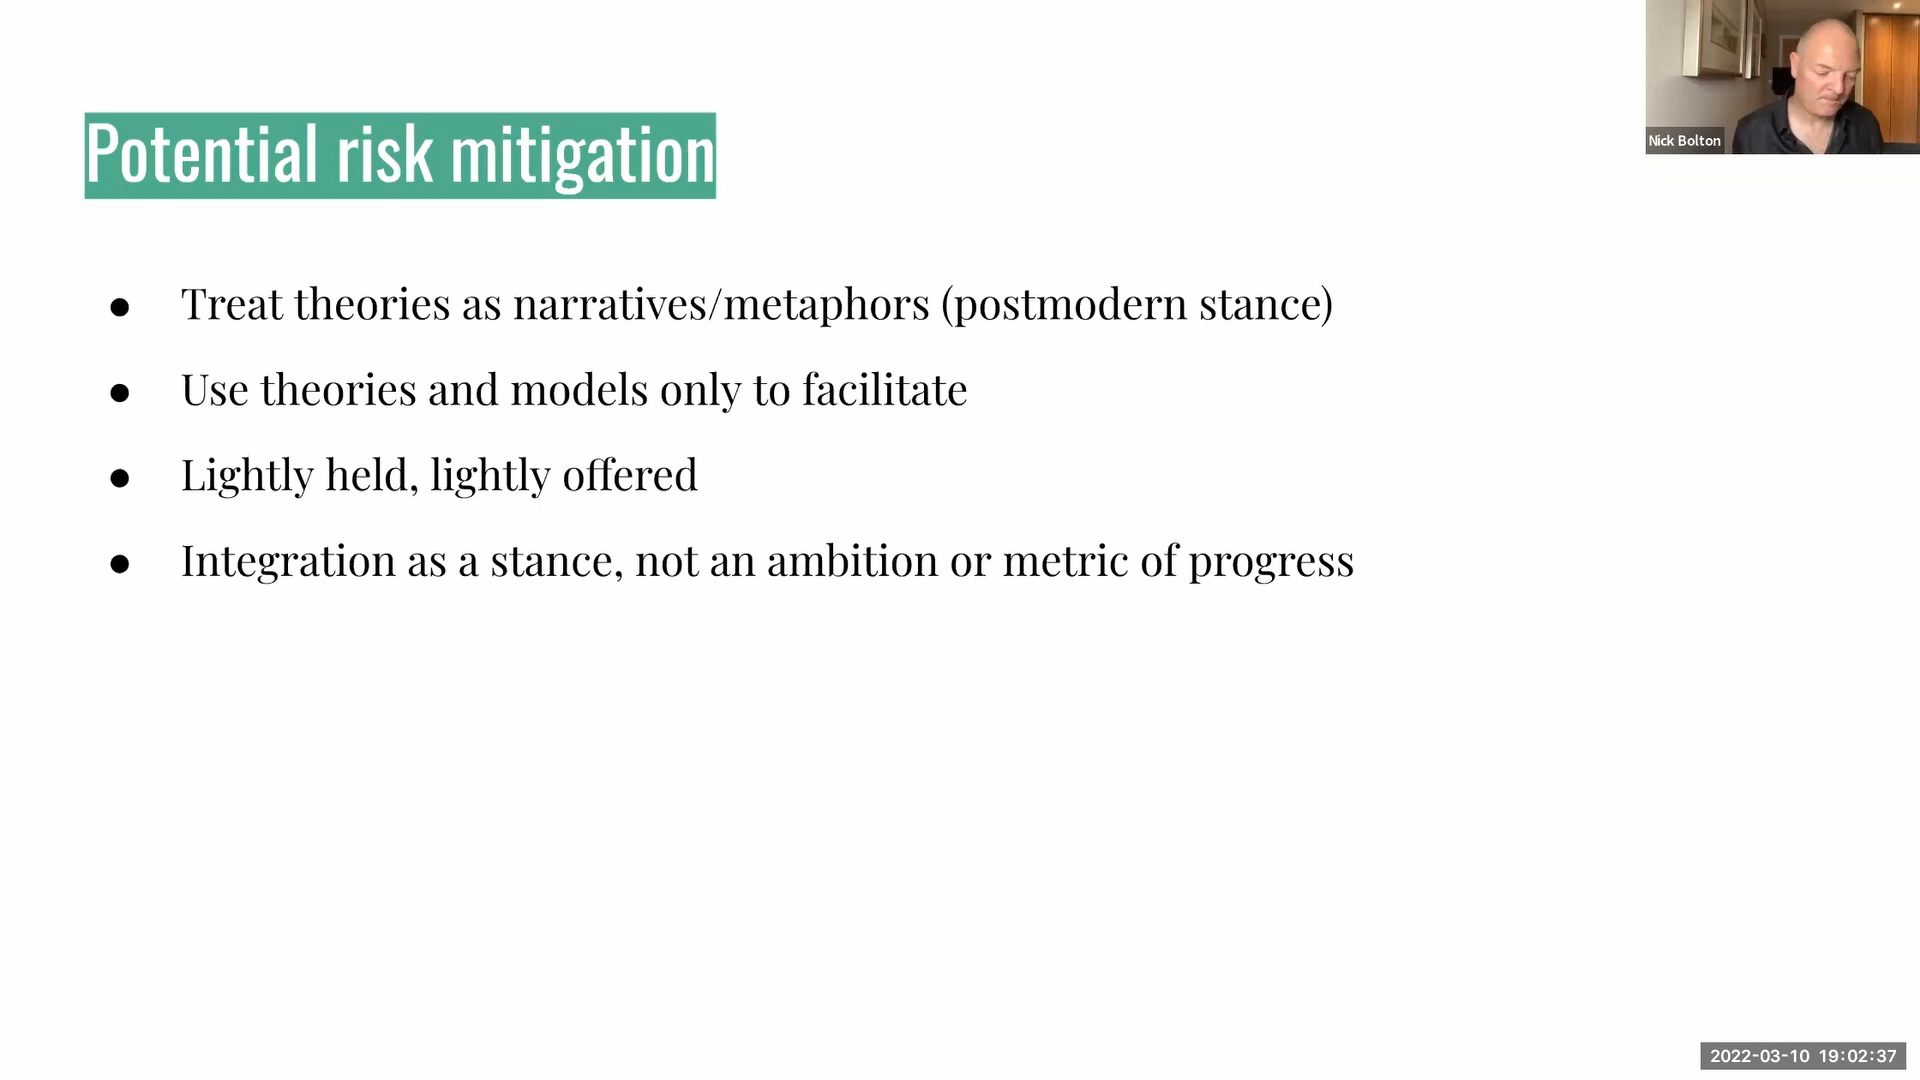 Nick Bolton
Potential risk mitigation
● Treat theories as narratives/metaphors (postmodern stance)
● Use theories and models only to facilitate
● Lightly held, lightly offered
● Integration as a stance, not an ambition or metric of progress
2022-03-10 19:02:37